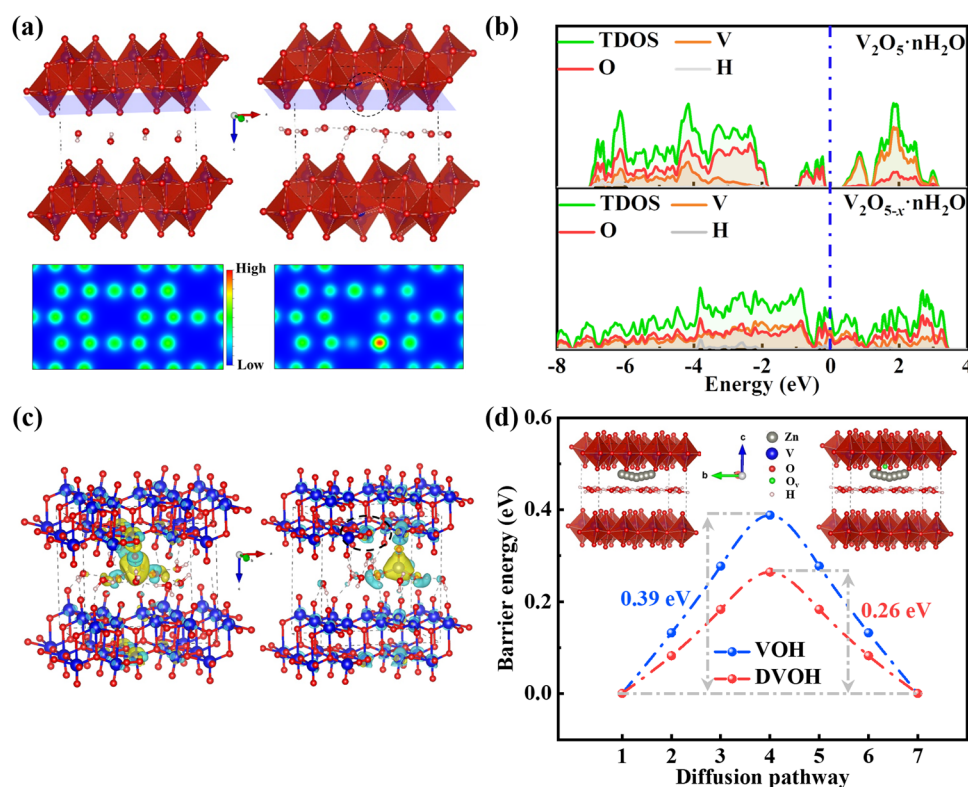 (a)
High
Low
(b)
TDOS
V
V₂O₅·nH₂O
O
H
TDOS
V
V₂O₅₋ₓ·nH₂O
O
H
-8
-6
-4
-2
0
2
4
Energy (eV)
(c)
(d)
0.6
0.4
0.2
0.0
Barrier energy (eV)
c
b
Zn
V
O
Oᵥ
H
0.39 eV
0.26 eV
VOH
DVOH
1
2
3
4
5
6
7
Diffusion pathway